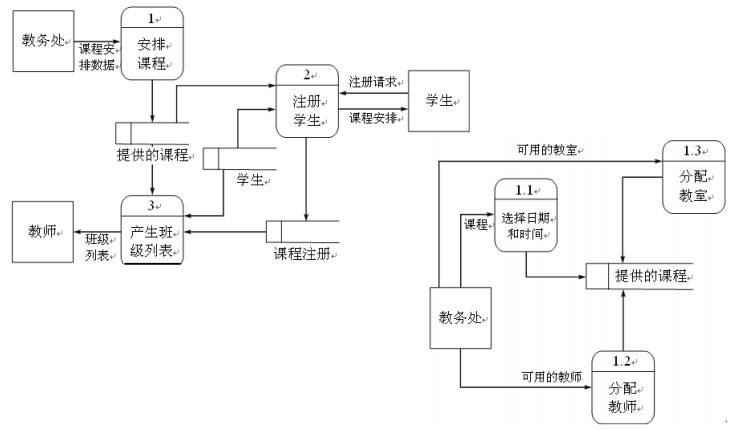 教务处
课程安
排数据
1
安排
课程
2
注册
学生
注册请求
课程安排
学生
提供的课程
学生
教师
班级
列表
3
产生班
级列表
课程注册
可用的教室
1.3
分配
教室
1.1
选择日期
和时间
课程
提供的课程
教务处
可用的教师
1.2
分配
教师